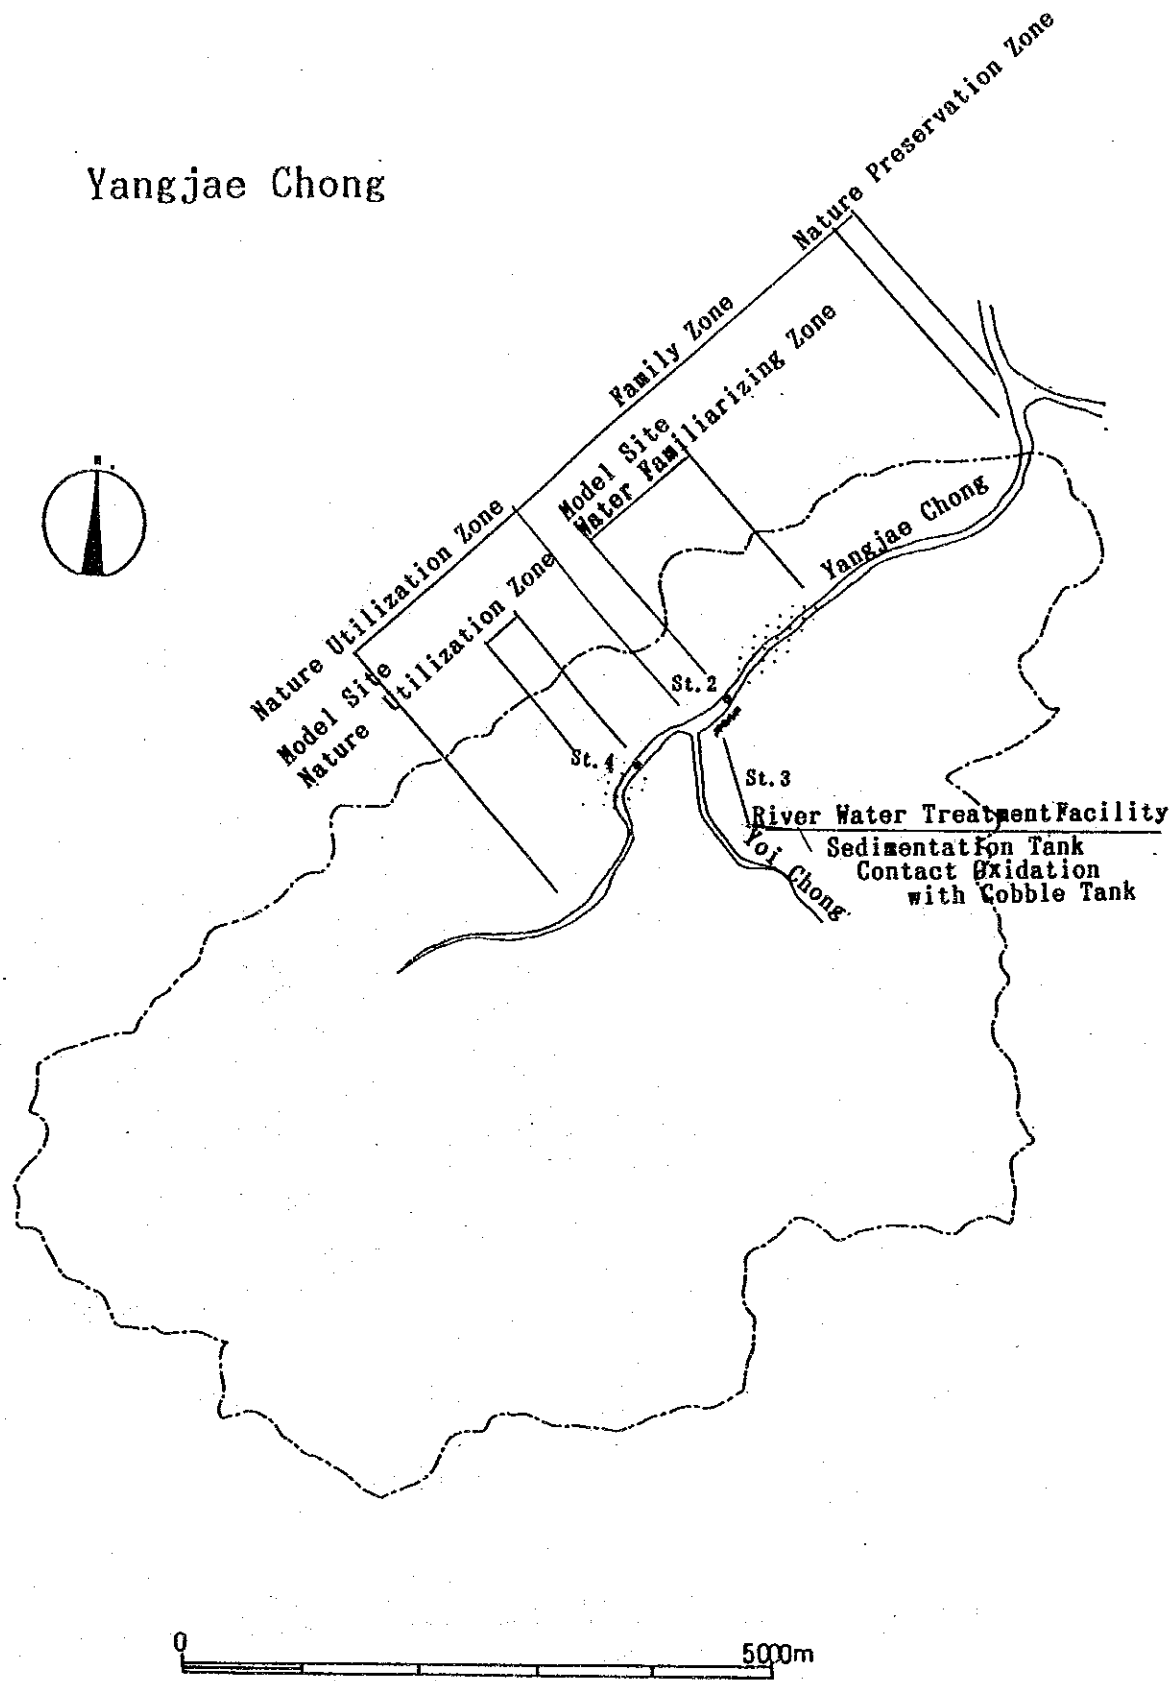 Yangjae Chong
Nature Preservation Zone
Family Zone
Model Site
Water Familiarizing Zone
Nature Utilization Zone
Model Site
Nature Utilization Zone
N
Yangjae Chong
St.2
St.4
St.3
River Water Treatment Facility
Sedimentation Tank
Contact Oxidation
with Cobble Tank
Yoi Chong
0 5000m